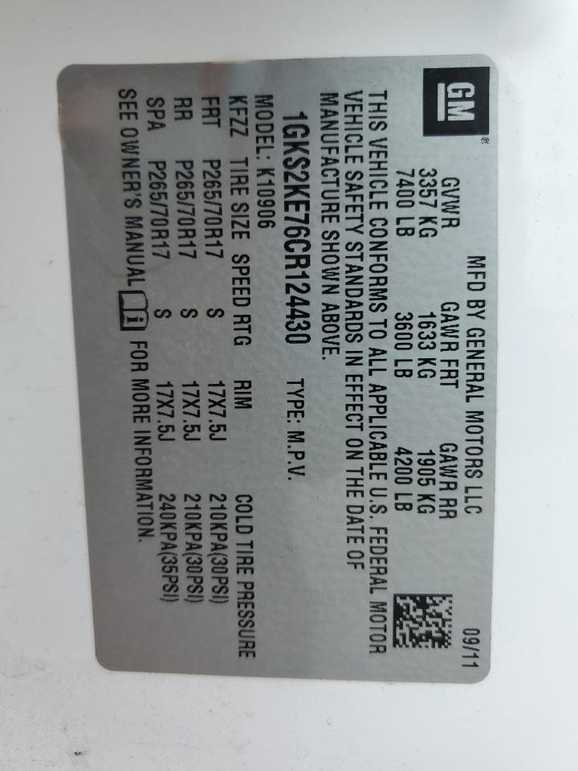 MFD BY GENERAL MOTORS LLC 09/11
GM®
GVWR GAWR FRT GAWR RR
3357 KG 1633 KG 1905 KG
7400 LB 3600 LB 4200 LB
THIS VEHICLE CONFORMS TO ALL APPLICABLE U.S. FEDERAL MOTOR
VEHICLE SAFETY STANDARDS IN EFFECT ON THE DATE OF
MANUFACTURE SHOWN ABOVE.
1GKS2KE76CR124430 TYPE: M.P.V.
MODEL: K10906
KFZZ TIRE SIZE SPEED RTG RIM COLD TIRE PRESSURE
FRT P265/70R17 S 17X7.5J 210KPA(30PSI)
RR P265/70R17 S 17X7.5J 210KPA(30PSI)
SPA P265/70R17 S 17X7.5J 240KPA(35PSI)
SEE OWNER'S MANUAL i FOR MORE INFORMATION.